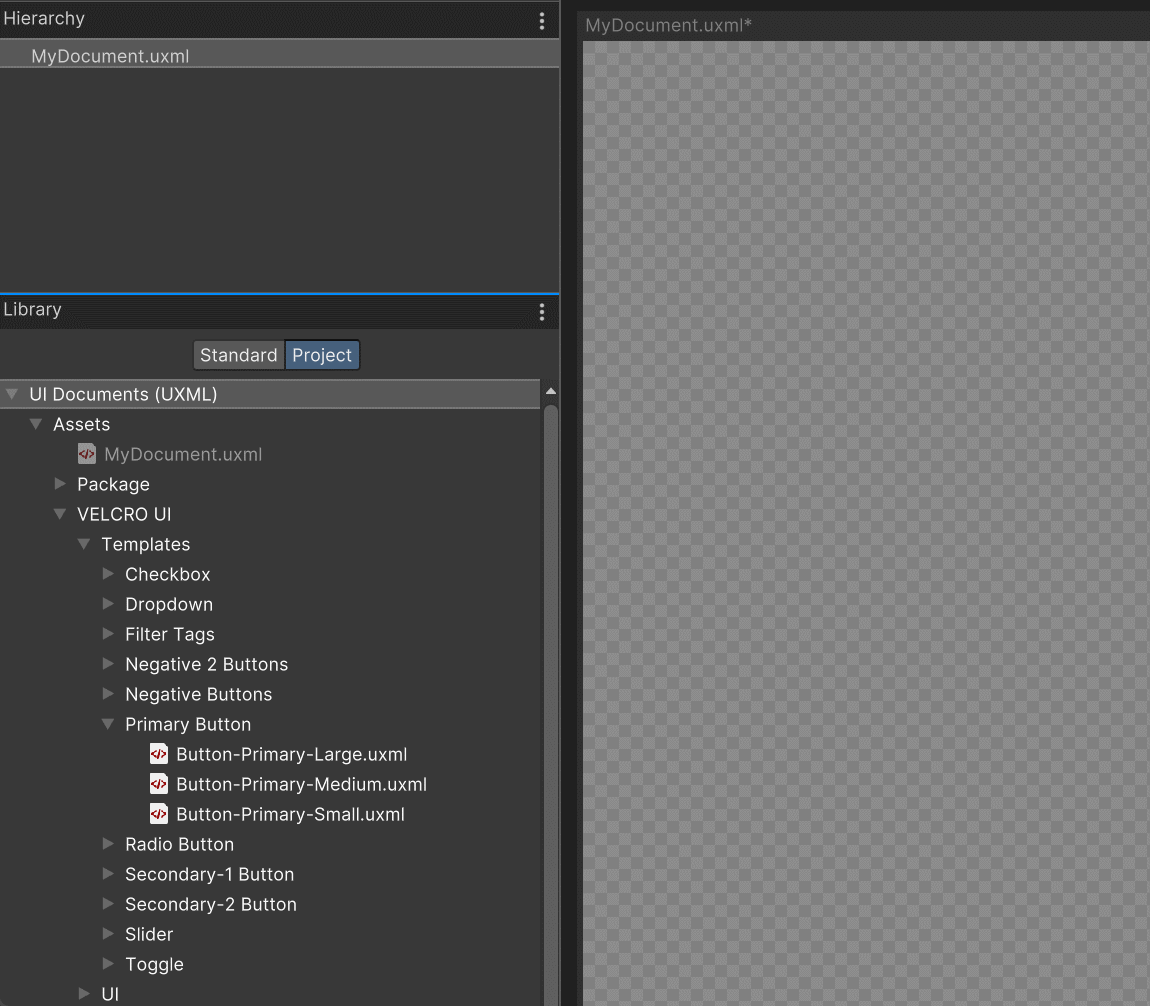 Hierarchy
MyDocument.uxml
MyDocument.uxml*
Library
Standard Project
UI Documents (UXML)
Assets
MyDocument.uxml
Package
VELCRO UI
Templates
Checkbox
Dropdown
Filter Tags
Negative 2 Buttons
Negative Buttons
Primary Button
Button-Primary-Large.uxml
Button-Primary-Medium.uxml
Button-Primary-Small.uxml
Radio Button
Secondary-1 Button
Secondary-2 Button
Slider
Toggle
UI